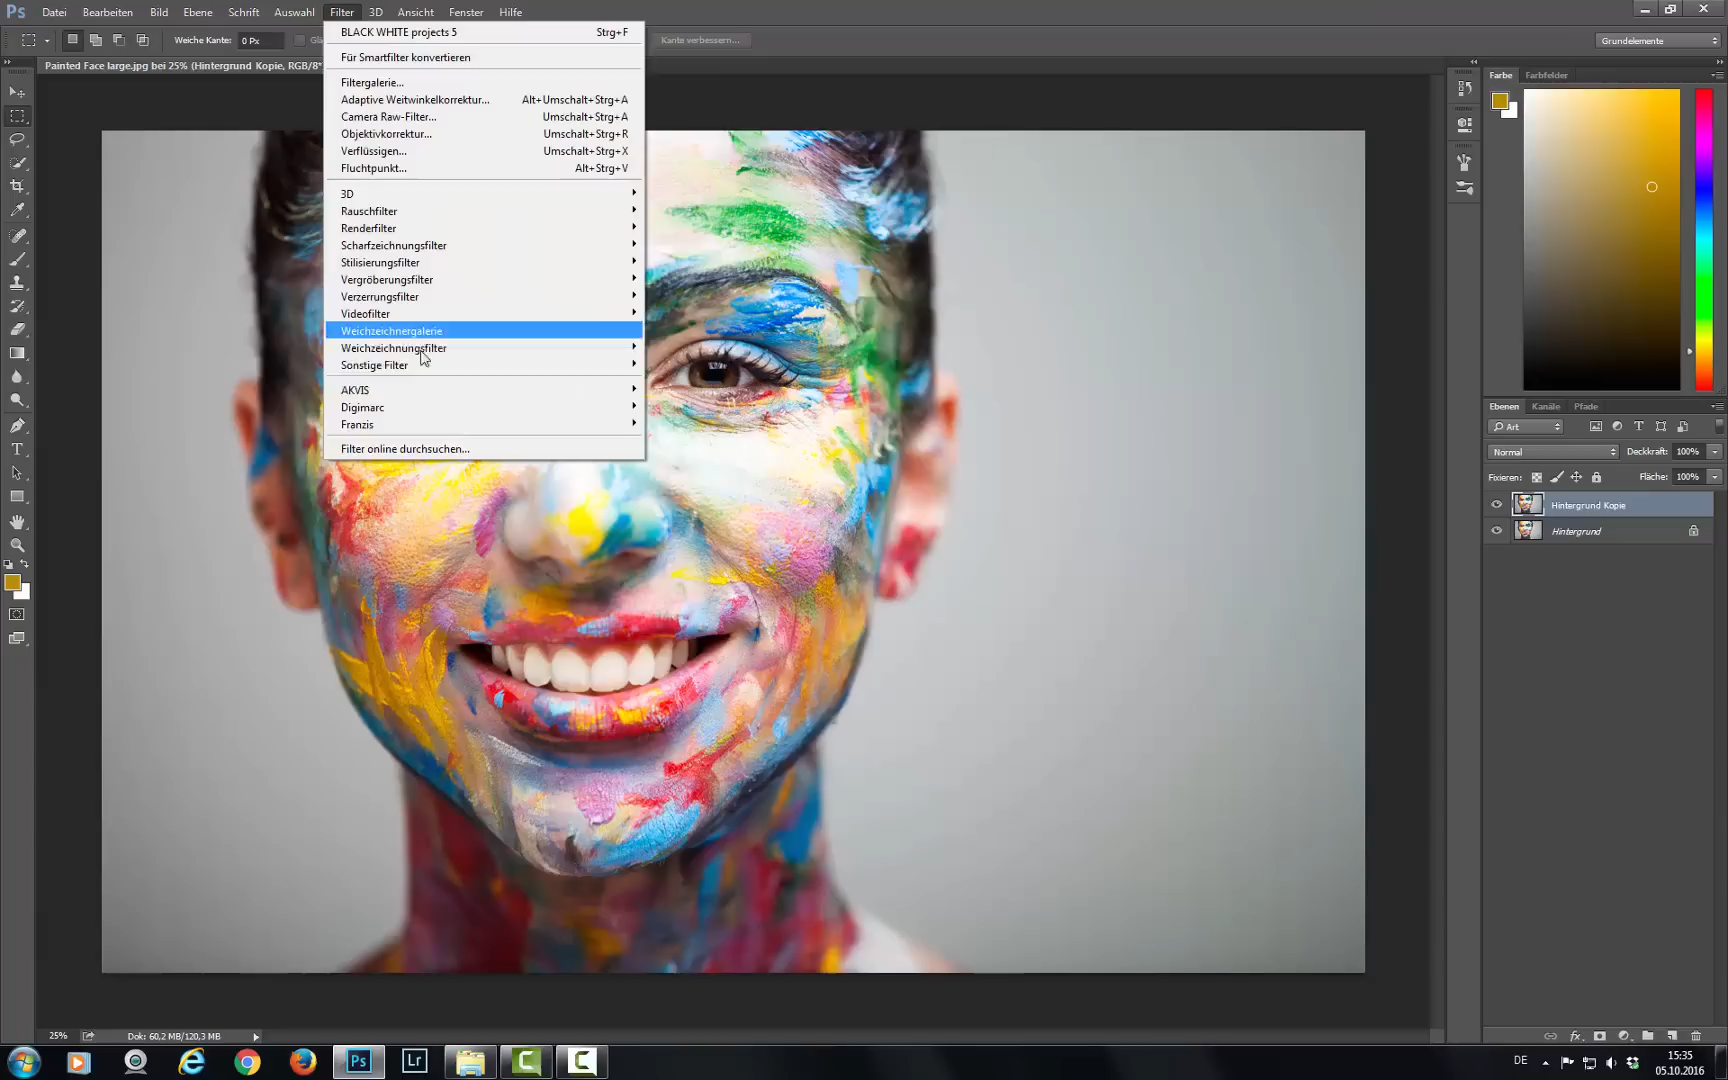 Ps Datei Bearbeiten Bild Ebene Schrift Auswahl Filter 3D Ansicht Fenster Hilfe
Weiche Kante: 0 Px
Kante verbessern...
Grundelemente
Painted Face large.jpg bei 25% (Hintergrund Kopie, RGB/8*
BLACK WHITE projects 5 Strg+F
Für Smartfilter konvertieren
Filtergalerie...
Adaptive Weitwinkelkorrektur... Alt+Umschalt+Strg+A
Camera Raw-Filter... Umschalt+Strg+A
Objektivkorrektur... Umschalt+Strg+R
Verflüssigen... Umschalt+Strg+X
Fluchtpunkt... Alt+Strg+V
3D
Rauschfilter
Renderfilter
Scharfzeichnungsfilter
Stilisierungsfilter
Vergröberungsfilter
Verzerrungsfilter
Videofilter
Weichzeichnergalerie
Weichzeichnungsfilter
Sonstige Filter
AKVIS
Digimarc
Franzis
Filter online durchsuchen...
Farbe Farbfelder
Ebenen Kanäle Pfade
Art
Normal Deckkraft: 100%
Fixieren: Fläche: 100%
Hintergrund Kopie
Hintergrund
25% Dok: 60,2 MB/120,3 MB
Ps Lr
DE 15:35
05.10.2016